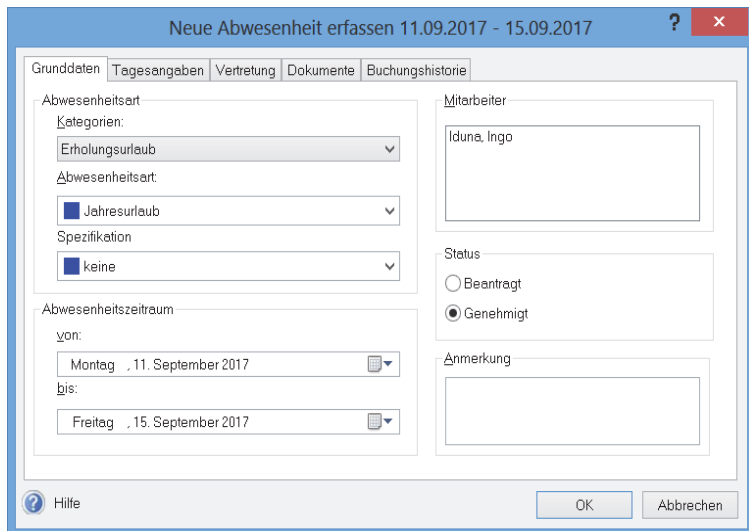 Neue Abwesenheit erfassen 11.09.2017 - 15.09.2017
?
x
Grunddaten Tagesangaben Vertretung Dokumente Buchungshistorie
Abwesenheitsart
Kategorien:
Erholungsurlaub
Abwesenheitsart:
Jahresurlaub
Spezifikation
keine
Abwesenheitszeitraum
von:
Montag , 11. September 2017
bis:
Freitag , 15. September 2017
Mitarbeiter
Iduna, Ingo
Status
Beantragt
Genehmigt
Anmerkung
? Hilfe
OK Abbrechen